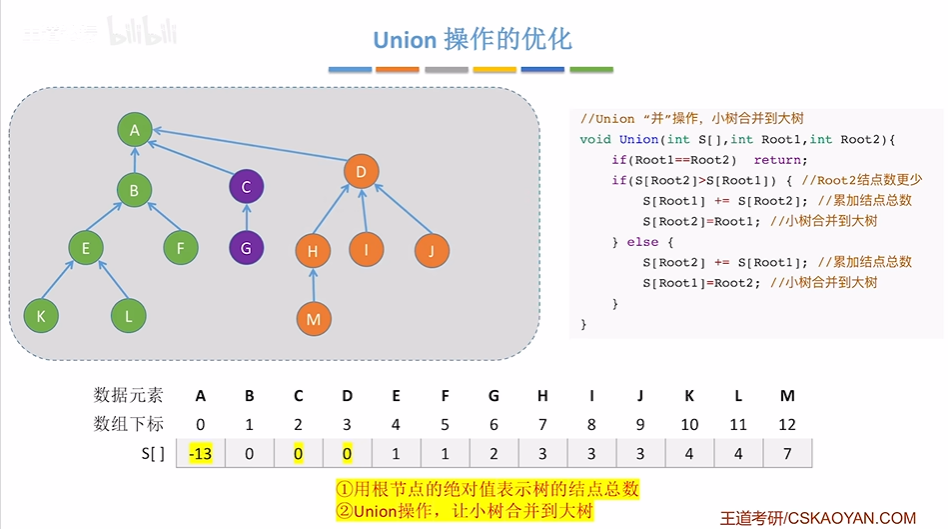 bilibili
Union 操作的优化
A
B
C
D
E
F
G
H
I
J
K
L
M
//Union “并”操作，小树合并到大树
void Union(int S[],int Root1,int Root2){
if(Root1==Root2) return;
if(S[Root2]>S[Root1]) { //Root2结点数更少
S[Root1] += S[Root2]; //累加结点总数
S[Root2]=Root1; //小树合并到大树
} else {
S[Root2] += S[Root1]; //累加结点总数
S[Root1]=Root2; //小树合并到大树
}
}
数据元素 A B C D E F G H I J K L M
数组下标 0 1 2 3 4 5 6 7 8 9 10 11 12
S[ ] -13 0 0 0 1 1 2 3 3 3 4 4 7
①用根节点的绝对值表示树的结点总数
②Union操作，让小树合并到大树
王道考研/CSKAOYAN.COM